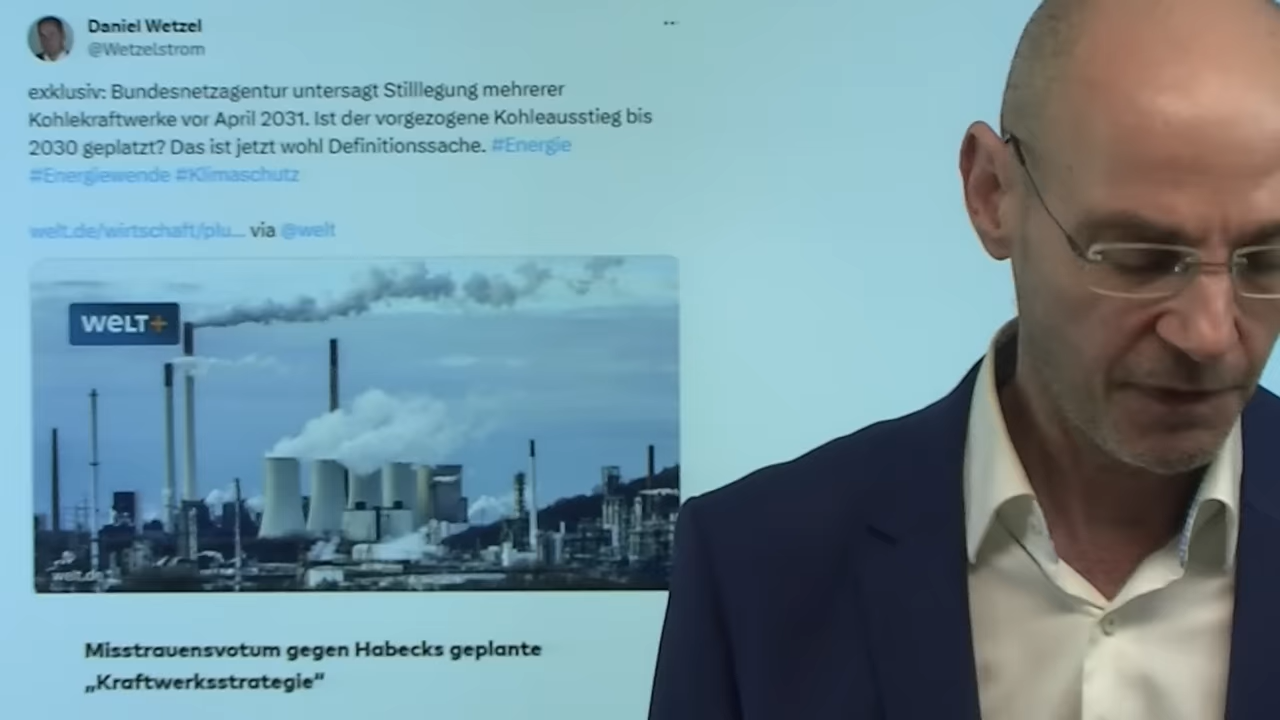 Daniel Wetzel
@Wetzelstrom
...
exklusiv: Bundesnetzagentur untersagt Stilllegung mehrerer
Kohlekraftwerke vor April 2031. Ist der vorgezogene Kohleausstieg bis
2030 geplatzt? Das ist jetzt wohl Definitionssache. #Energie
#Energiewende #Klimaschutz
welt.de/wirtschaft/plu... via @welt
WELT+
welt.de
Misstrauensvotum gegen Habecks geplante
„Kraftwerksstrategie“